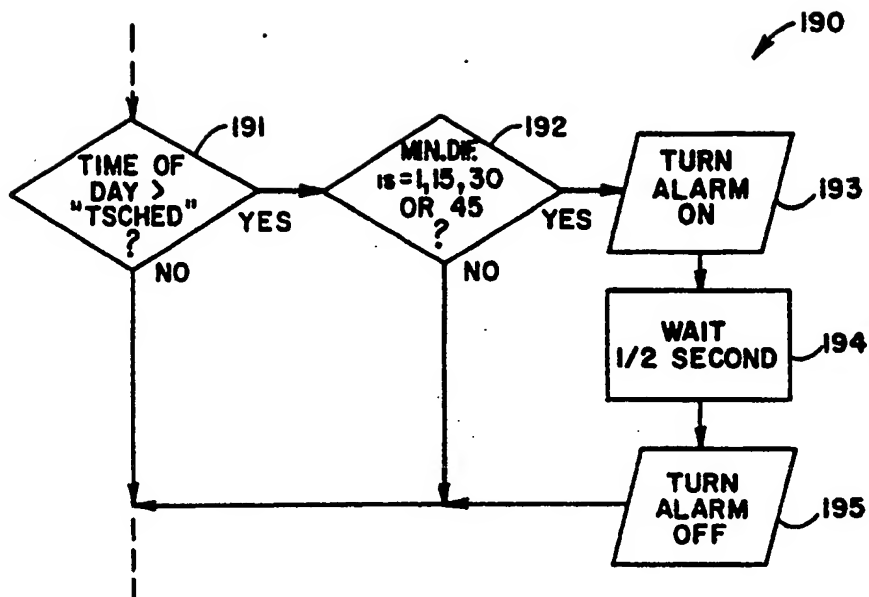 190
191
TIME OF
DAY >
"TSCHED"
?
YES
NO
192
MIN.DIF.
is=1,15,30
OR 45
?
YES
NO
TURN
ALARM
ON
193
WAIT
1/2 SECOND
194
TURN
ALARM
OFF
195